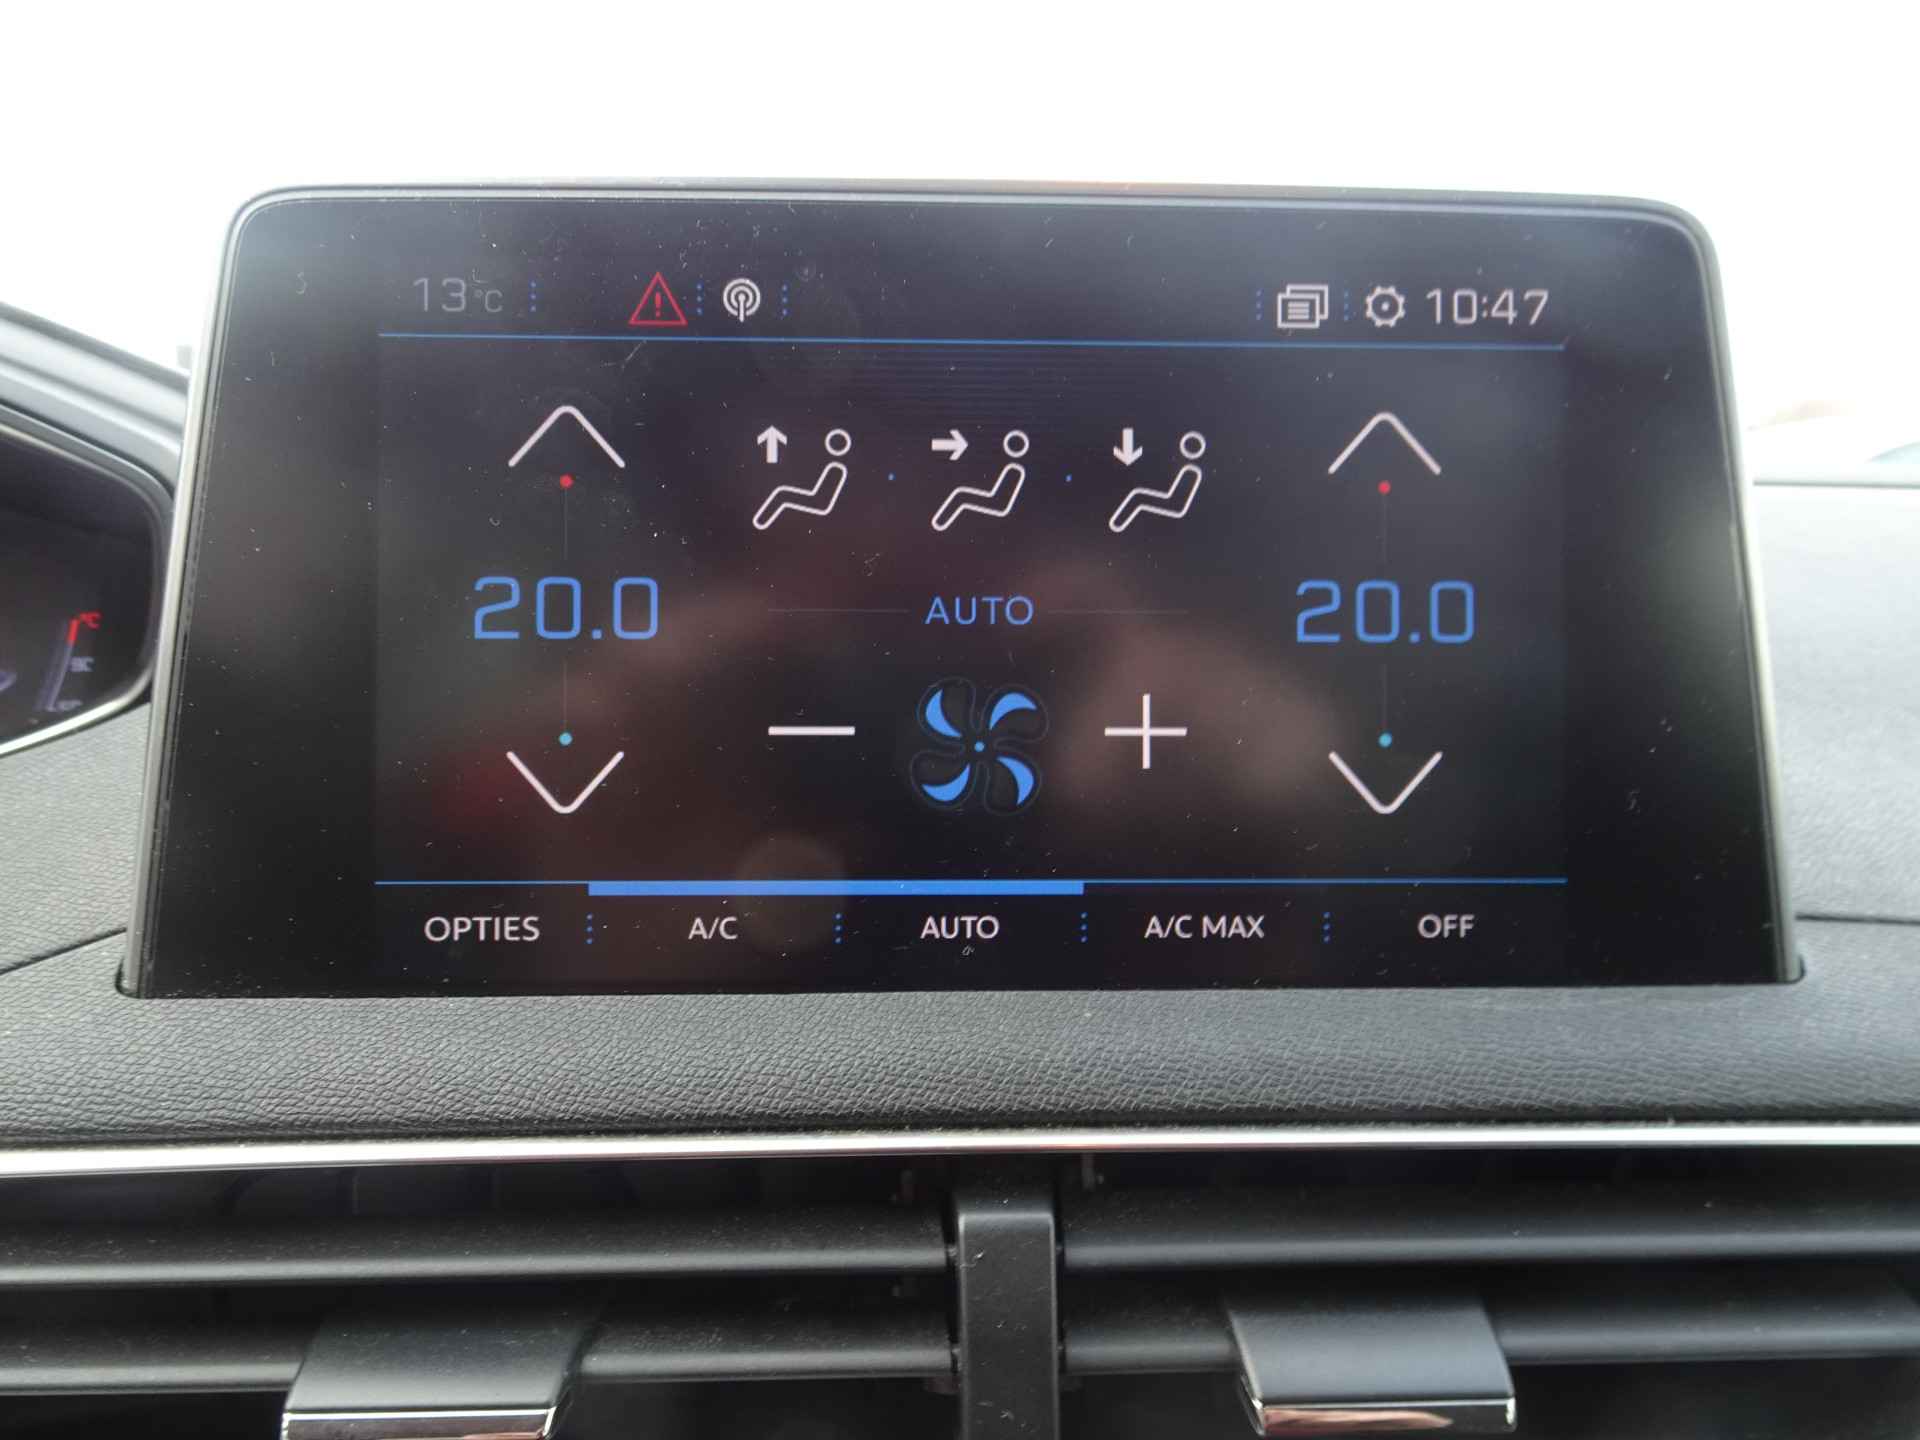 13°C
10:47
20.0
AUTO
20.0
OPTIES
A/C
AUTO
A/C MAX
OFF
°C